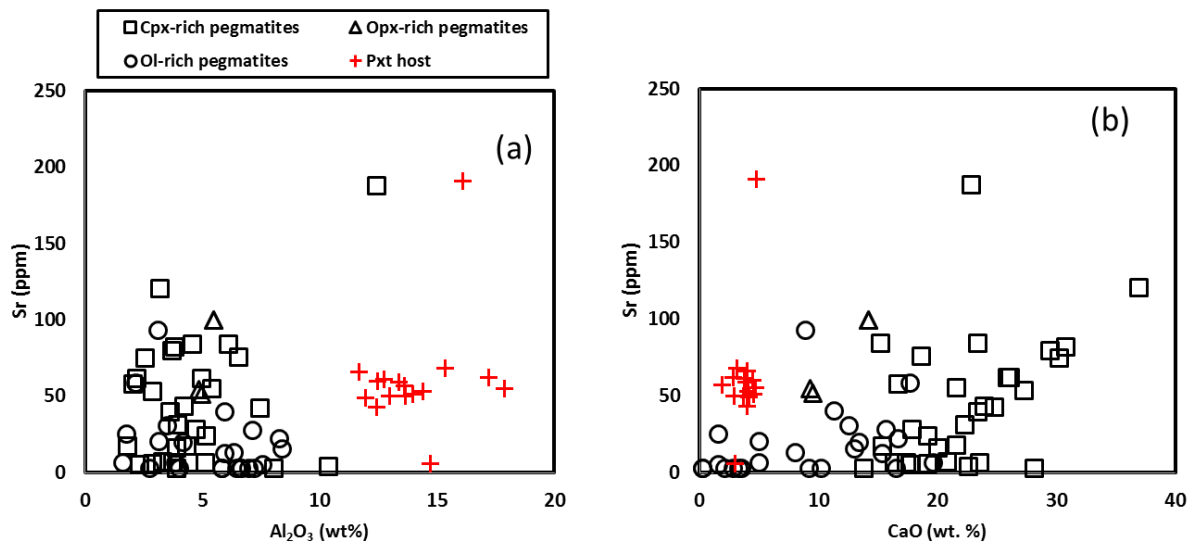 Cpx-rich pegmatites Opx-rich pegmatites
Ol-rich pegmatites Pxt host
250
200
150
100
50
0
Sr (ppm)
(a)
0 5 10 15 20
Al₂O₃ (wt%)
250
200
150
100
50
0
Sr (ppm)
(b)
0 10 20 30 40
CaO (wt. %)